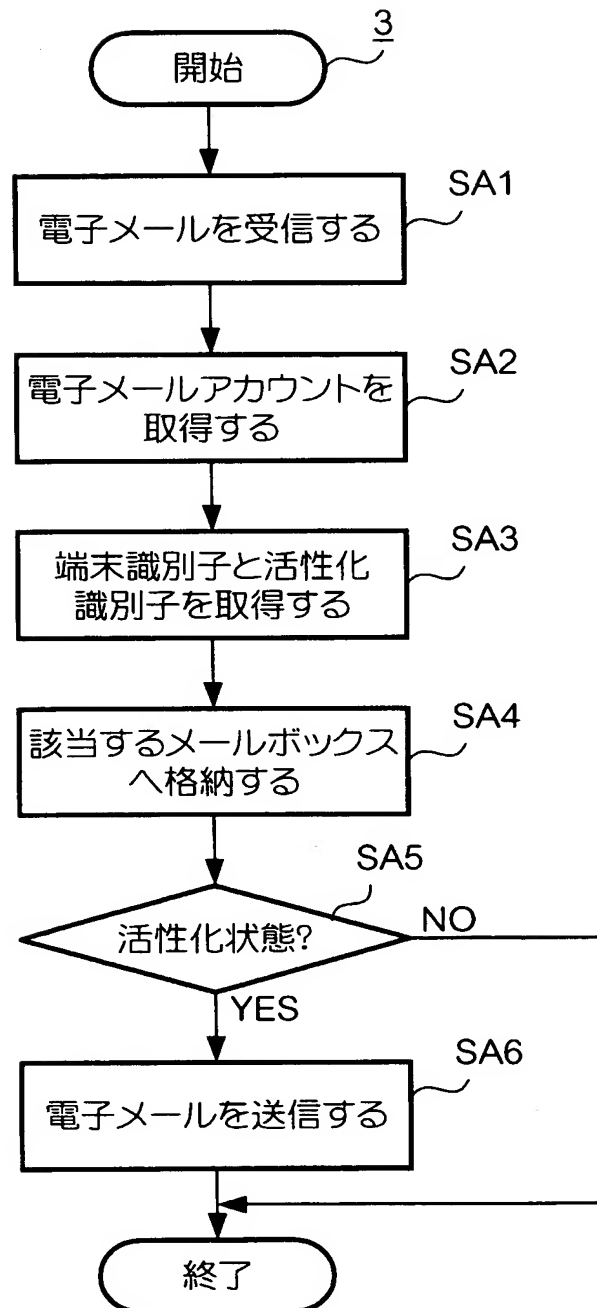 3
開始
SA1
電子メールを受信する
SA2
電子メールアカウントを
取得する
SA3
端末識別子と活性化
識別子を取得する
SA4
該当するメールボックス
へ格納する
SA5
活性化状態?
NO
YES
SA6
電子メールを送信する
終了